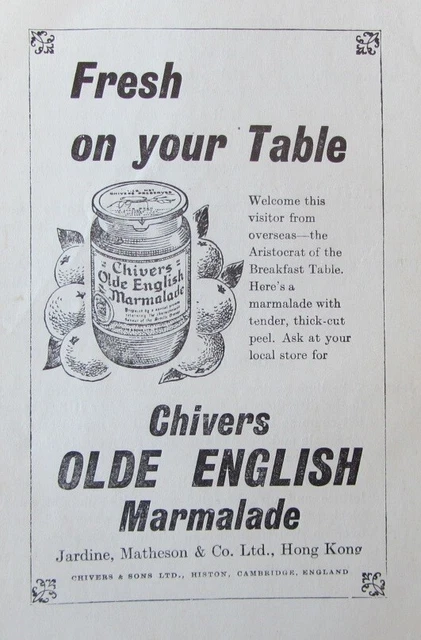 Fresh
on your Table
CHIVERS PRESERVES
Chivers
Olde English
Marmalade
Welcome this
visitor from
overseas—the
Aristocrat of the
Breakfast Table.
Here's a
marmalade with
tender, thick-cut
peel. Ask at your
local store for
Chivers
OLDE ENGLISH
Marmalade
Jardine, Matheson & Co. Ltd., Hong Kong
CHIVERS & SONS LTD., HISTON, CAMBRIDGE, ENGLAND